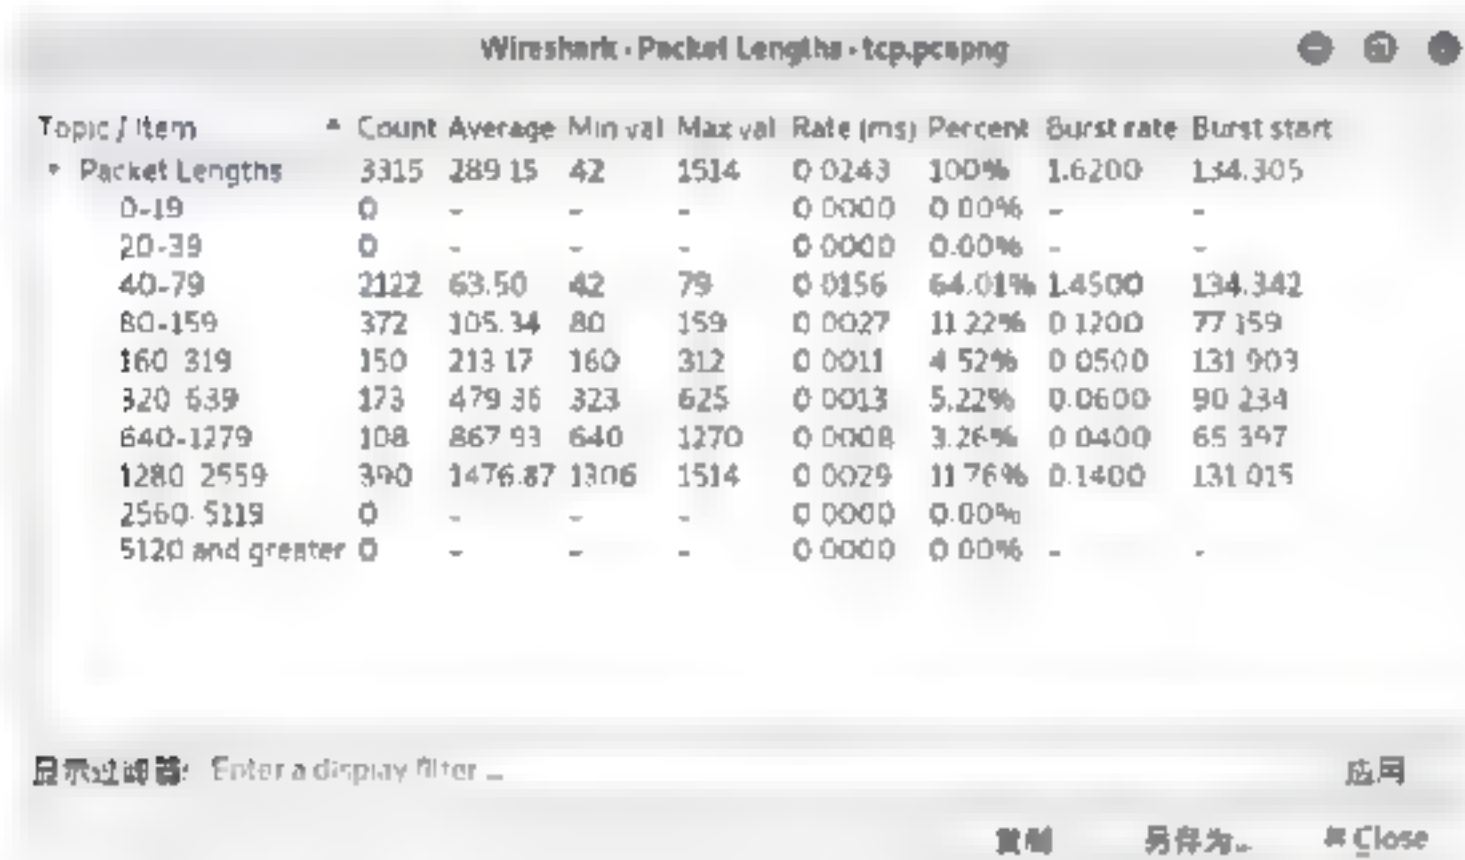 Wireshark · Packet Lengths · tcp.pcapng
Topic / Item Count Average Min val Max val Rate (ms) Percent Burst rate Burst start
Packet Lengths 3315 289.15 42 1514 0.0243 100% 1.6200 134.305
0-19 0 - - - 0.0000 0.00% - -
20-39 0 - - - 0.0000 0.00% - -
40-79 2122 63.50 42 79 0.0156 64.01% 1.4500 134.342
80-159 372 105.34 80 159 0.0027 11.22% 0.1200 77.159
160-319 150 213.17 160 312 0.0011 4.52% 0.0500 131.903
320-639 173 479.36 323 625 0.0013 5.22% 0.0600 90.234
640-1279 108 867.93 640 1270 0.0008 3.26% 0.0400 65.397
1280-2559 390 1476.87 1306 1514 0.0029 11.76% 0.1400 131.015
2560-5119 0 - - - 0.0000 0.00%
5120 and greater 0 - - - 0.0000 0.00% - -
显示过滤器: Enter a display filter ... 应用
复制 另存为... Close